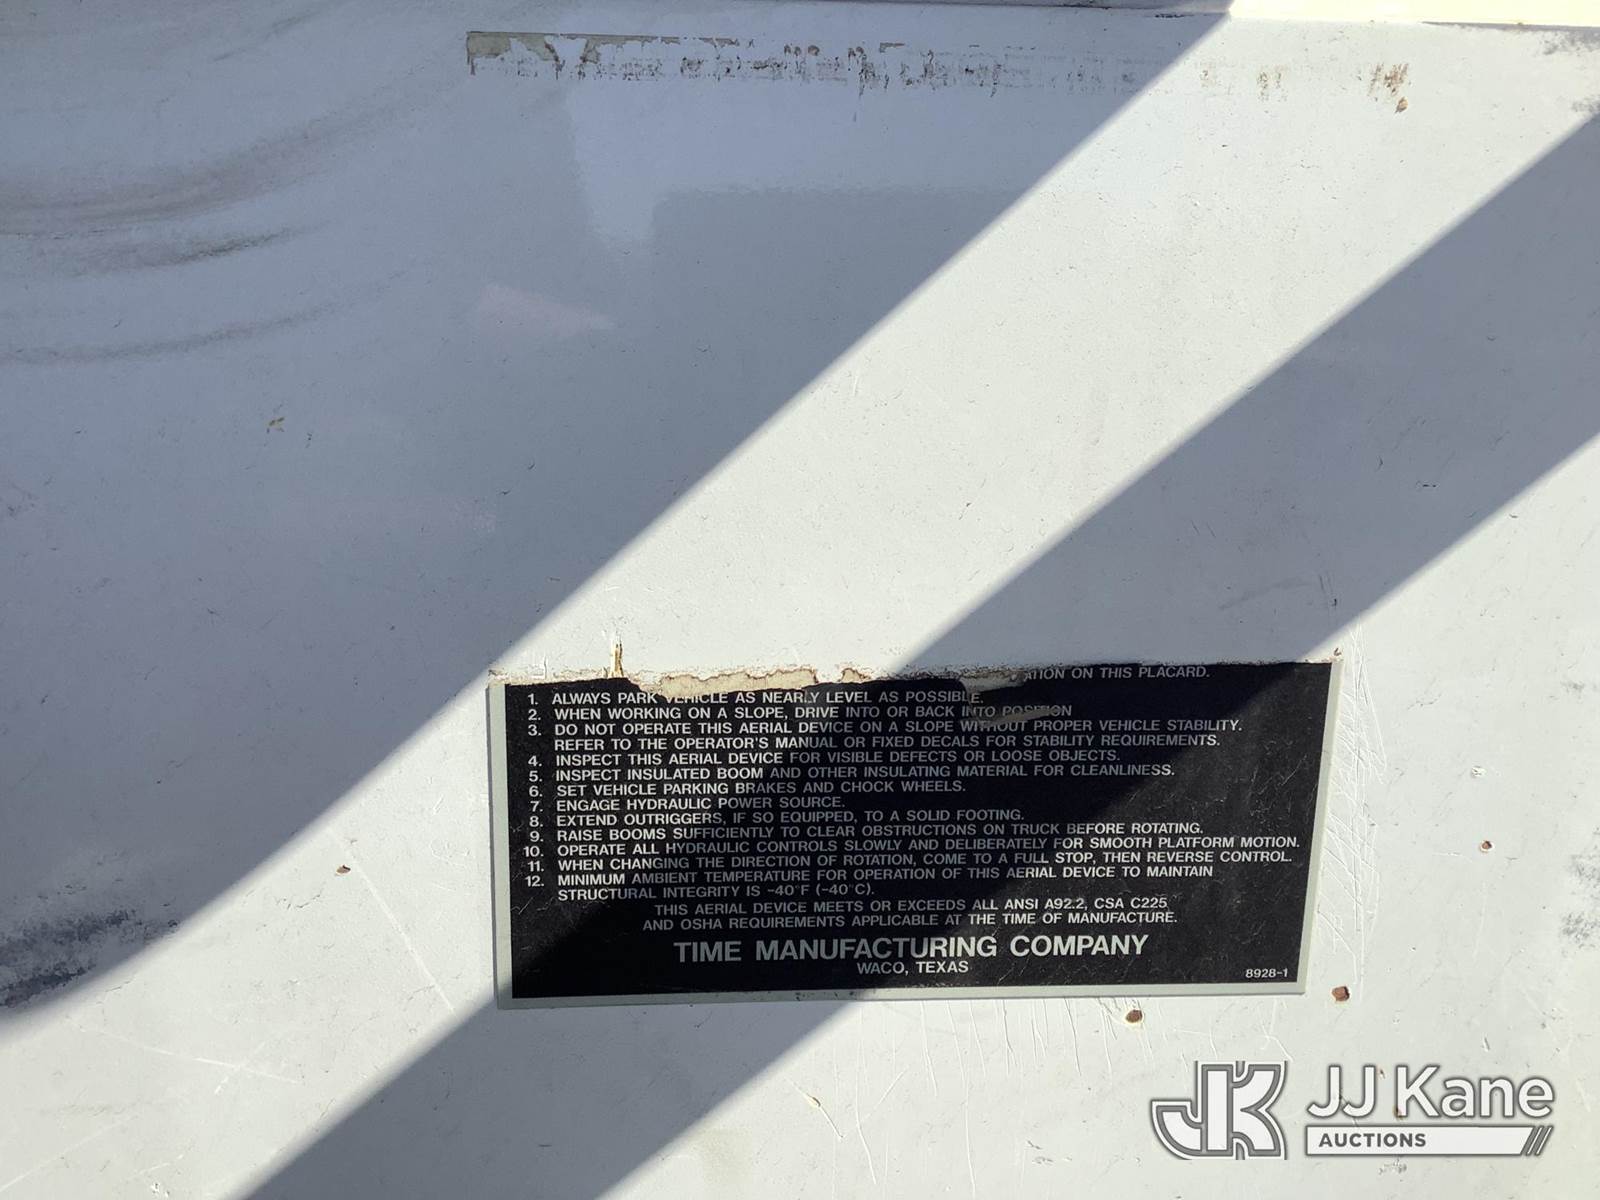 ATION ON THIS PLACARD.
1. ALWAYS PARK VEHICLE AS NEARLY LEVEL AS POSSIBLE.
2. WHEN WORKING ON A SLOPE, DRIVE INTO OR BACK INTO POSITION
3. DO NOT OPERATE THIS AERIAL DEVICE ON A SLOPE WITHOUT PROPER VEHICLE STABILITY.
REFER TO THE OPERATOR'S MANUAL OR FIXED DECALS FOR STABILITY REQUIREMENTS.
4. INSPECT THIS AERIAL DEVICE FOR VISIBLE DEFECTS OR LOOSE OBJECTS.
5. INSPECT INSULATED BOOM AND OTHER INSULATING MATERIAL FOR CLEANLINESS.
6. SET VEHICLE PARKING BRAKES AND CHOCK WHEELS.
7. ENGAGE HYDRAULIC POWER SOURCE.
8. EXTEND OUTRIGGERS, IF SO EQUIPPED, TO A SOLID FOOTING.
9. RAISE BOOMS SUFFICIENTLY TO CLEAR OBSTRUCTIONS ON TRUCK BEFORE ROTATING.
10. OPERATE ALL HYDRAULIC CONTROLS SLOWLY AND DELIBERATELY FOR SMOOTH PLATFORM MOTION.
11. WHEN CHANGING THE DIRECTION OF ROTATION, COME TO A FULL STOP, THEN REVERSE CONTROL.
12. MINIMUM AMBIENT TEMPERATURE FOR OPERATION OF THIS AERIAL DEVICE TO MAINTAIN
STRUCTURAL INTEGRITY IS -40°F (-40°C).
THIS AERIAL DEVICE MEETS OR EXCEEDS ALL ANSI A92.2, CSA C225
AND OSHA REQUIREMENTS APPLICABLE AT THE TIME OF MANUFACTURE.
TIME MANUFACTURING COMPANY
WACO, TEXAS
8928-1
JK JJ Kane
AUCTIONS